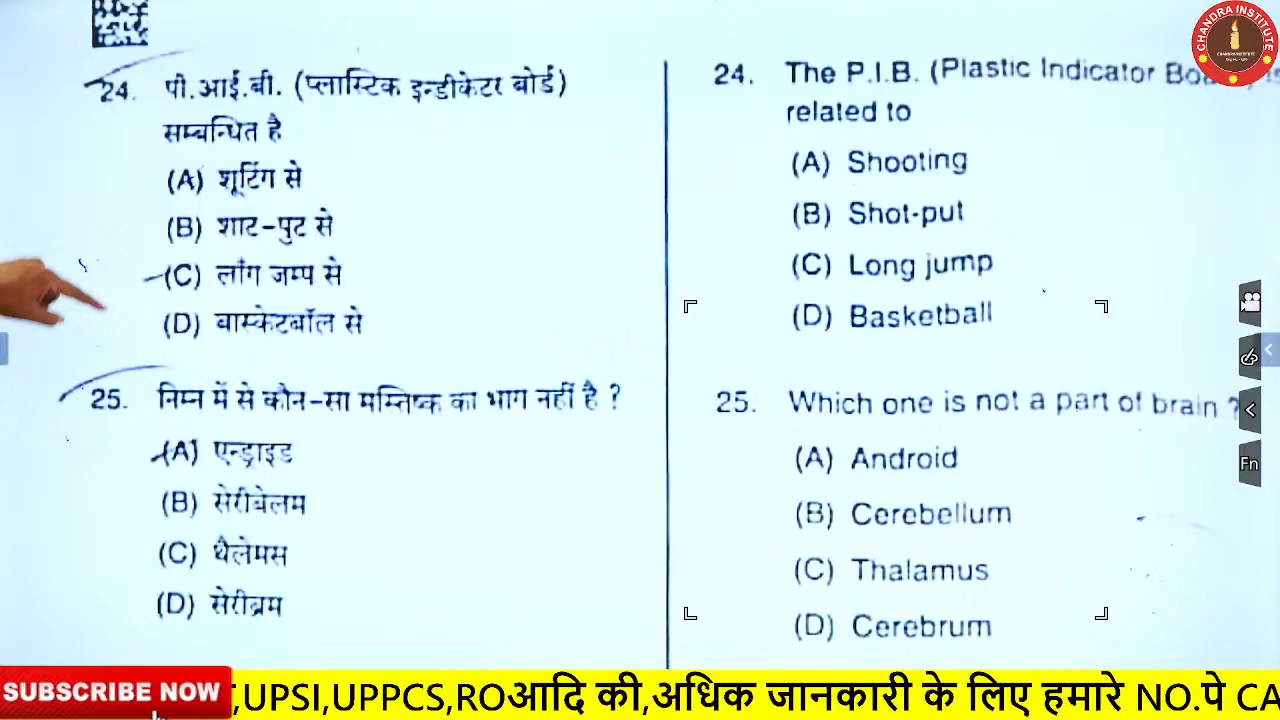 24. पी.आई.बी. (प्लास्टिक इन्डीकेटर बोर्ड)
सम्बन्धित है
(A) शूटिंग से
(B) शाट-पुट से
(C) लाँग जम्प से
(D) बास्केटबॉल से
25. निम्न में से कौन-सा मस्तिष्क का भाग नहीं है ?
(A) एन्ड्राइड
(B) सेरीबेलम
(C) थैलेमस
(D) सेरीब्रम
24. The P.I.B. (Plastic Indicator
related to
(A) Shooting
(B) Shot-put
(C) Long jump
(D) Basketball
25. Which one is not a part of brain ?
(A) Android
(B) Cerebellum
(C) Thalamus
(D) Cerebrum
CHANDRA INSTITUTE
Fn
SUBSCRIBE NOW
,UPSI,UPPCS,ROआदि की,अधिक जानकारी के लिए हमारे NO.पे CA